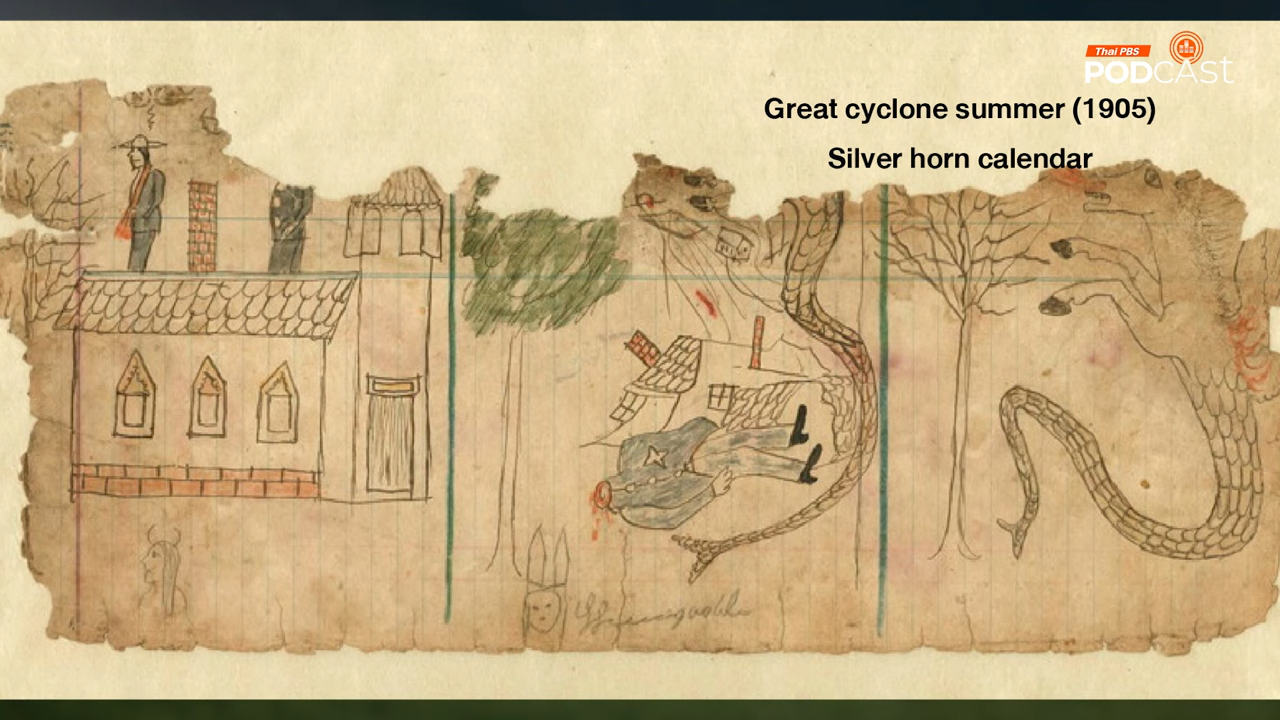 Thai PBS
PODCAST
Great cyclone summer (1905)
Silver horn calendar